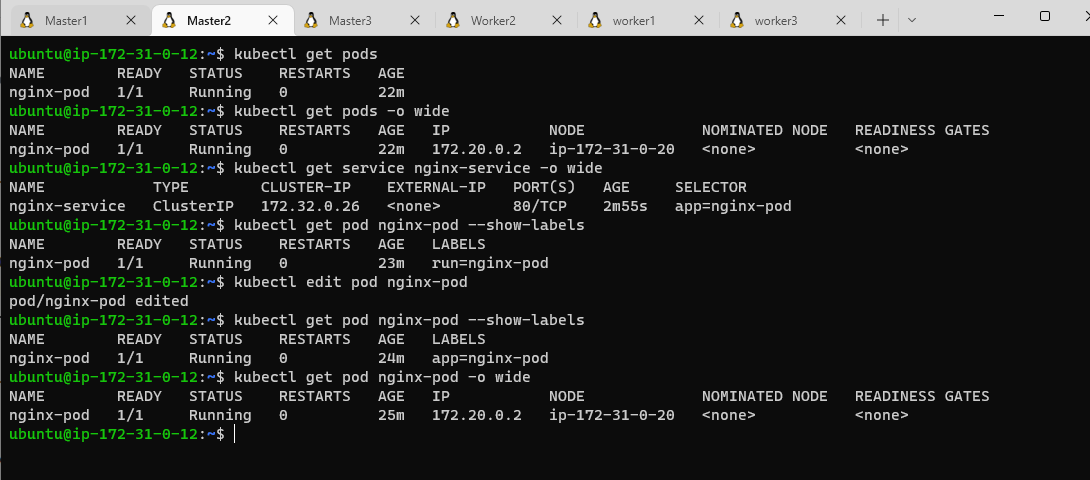 Master1 Master2 Master3 Worker2 worker1 worker3
ubuntu@ip-172-31-0-12:~$ kubectl get pods
NAME READY STATUS RESTARTS AGE
nginx-pod 1/1 Running 0 22m
ubuntu@ip-172-31-0-12:~$ kubectl get pods -o wide
NAME READY STATUS RESTARTS AGE IP NODE NOMINATED NODE READINESS GATES
nginx-pod 1/1 Running 0 22m 172.20.0.2 ip-172-31-0-20 <none> <none>
ubuntu@ip-172-31-0-12:~$ kubectl get service nginx-service -o wide
NAME TYPE CLUSTER-IP EXTERNAL-IP PORT(S) AGE SELECTOR
nginx-service ClusterIP 172.32.0.26 <none> 80/TCP 2m55s app=nginx-pod
ubuntu@ip-172-31-0-12:~$ kubectl get pod nginx-pod --show-labels
NAME READY STATUS RESTARTS AGE LABELS
nginx-pod 1/1 Running 0 23m run=nginx-pod
ubuntu@ip-172-31-0-12:~$ kubectl edit pod nginx-pod
pod/nginx-pod edited
ubuntu@ip-172-31-0-12:~$ kubectl get pod nginx-pod --show-labels
NAME READY STATUS RESTARTS AGE LABELS
nginx-pod 1/1 Running 0 24m app=nginx-pod
ubuntu@ip-172-31-0-12:~$ kubectl get pod nginx-pod -o wide
NAME READY STATUS RESTARTS AGE IP NODE NOMINATED NODE READINESS GATES
nginx-pod 1/1 Running 0 25m 172.20.0.2 ip-172-31-0-20 <none> <none>
ubuntu@ip-172-31-0-12:~$